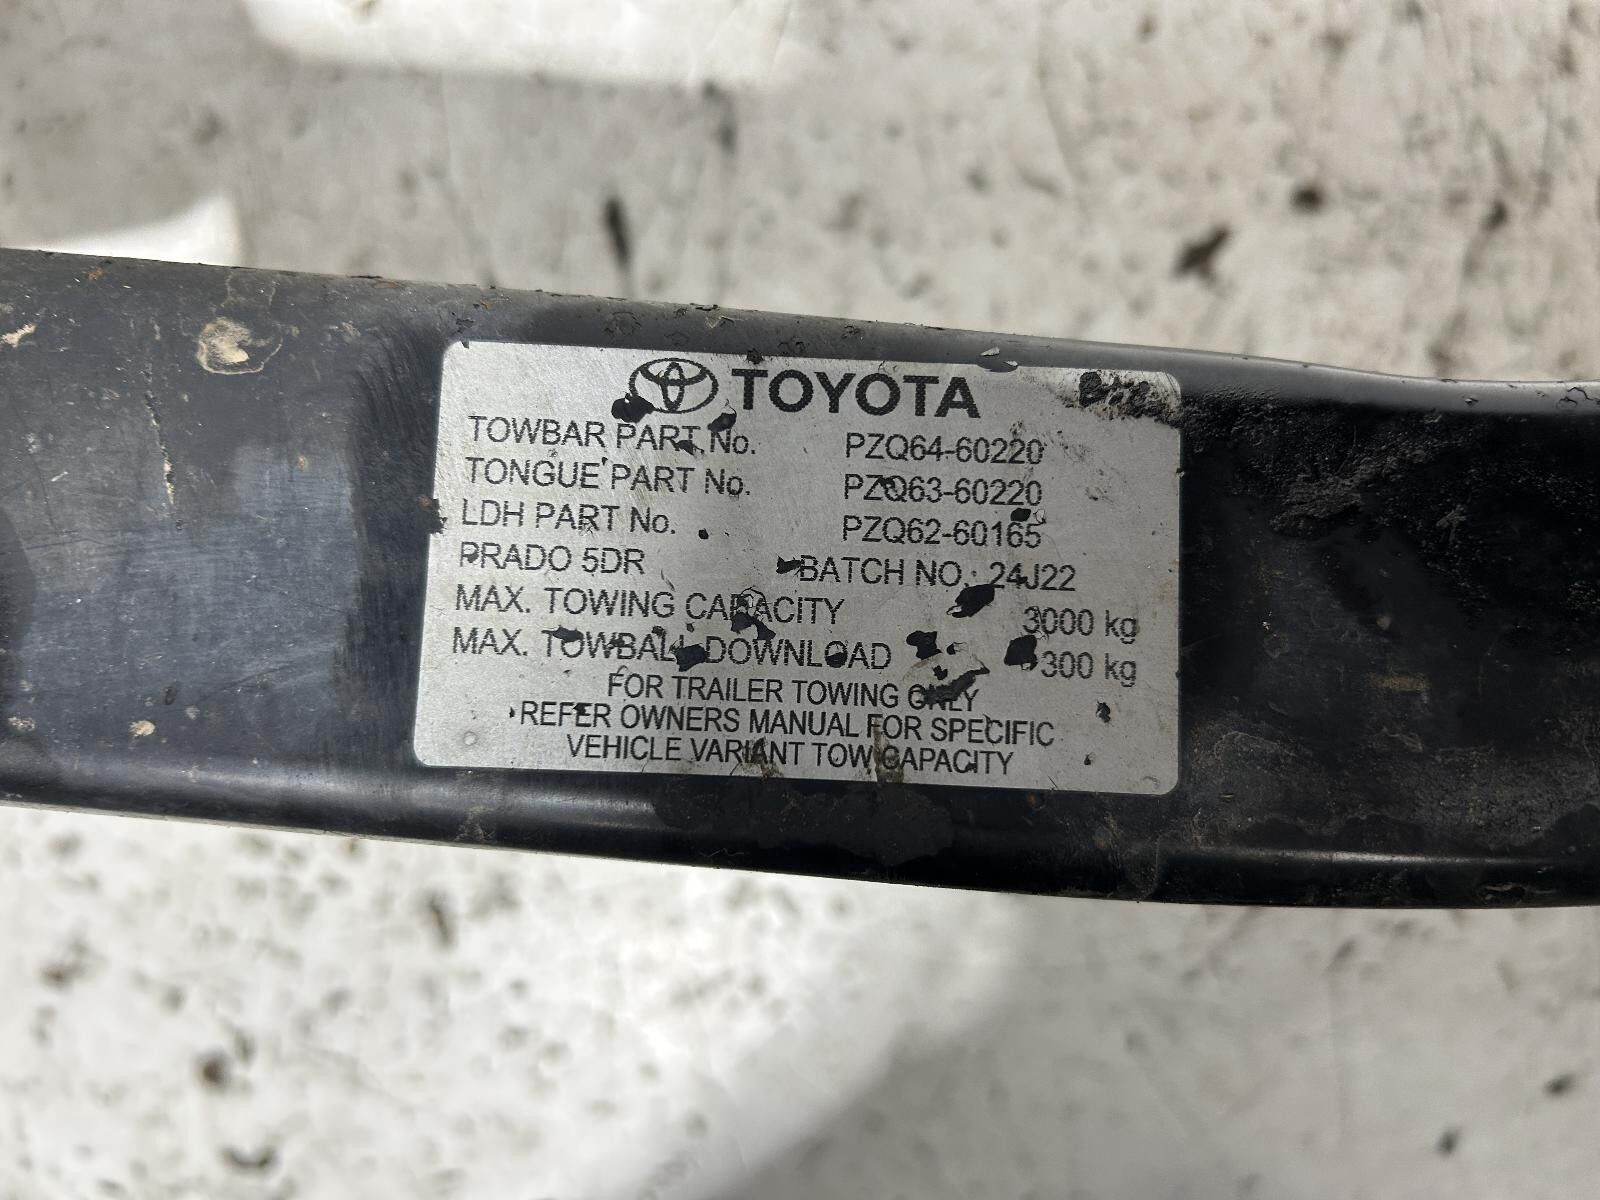 TOYOTA
TOWBAR PART No. PZQ64-60220
TONGUE PART No. PZQ63-60220
LDH PART No. PZQ62-60165
PRADO 5DR BATCH NO. 24J22
MAX. TOWING CAPACITY 3000 kg
MAX. TOWBALL DOWNLOAD 300 kg
FOR TRAILER TOWING ONLY
REFER OWNERS MANUAL FOR SPECIFIC
VEHICLE VARIANT TOW CAPACITY